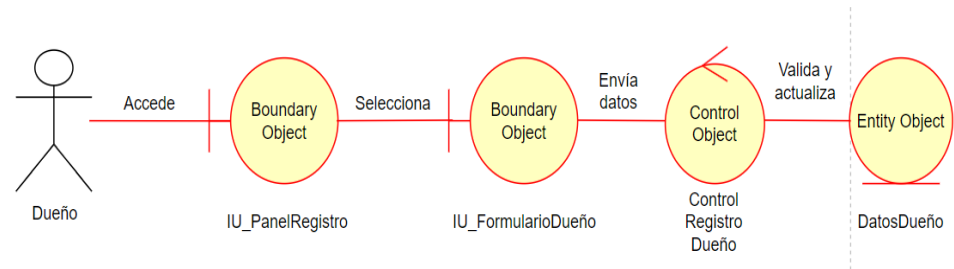 Accede
Boundary
Object
Selecciona
Boundary
Object
Envía
datos
Control
Object
Valida y
actualiza
Entity Object
Dueño
IU_PanelRegistro
IU_FormularioDueño
Control
Registro
Dueño
DatosDueño